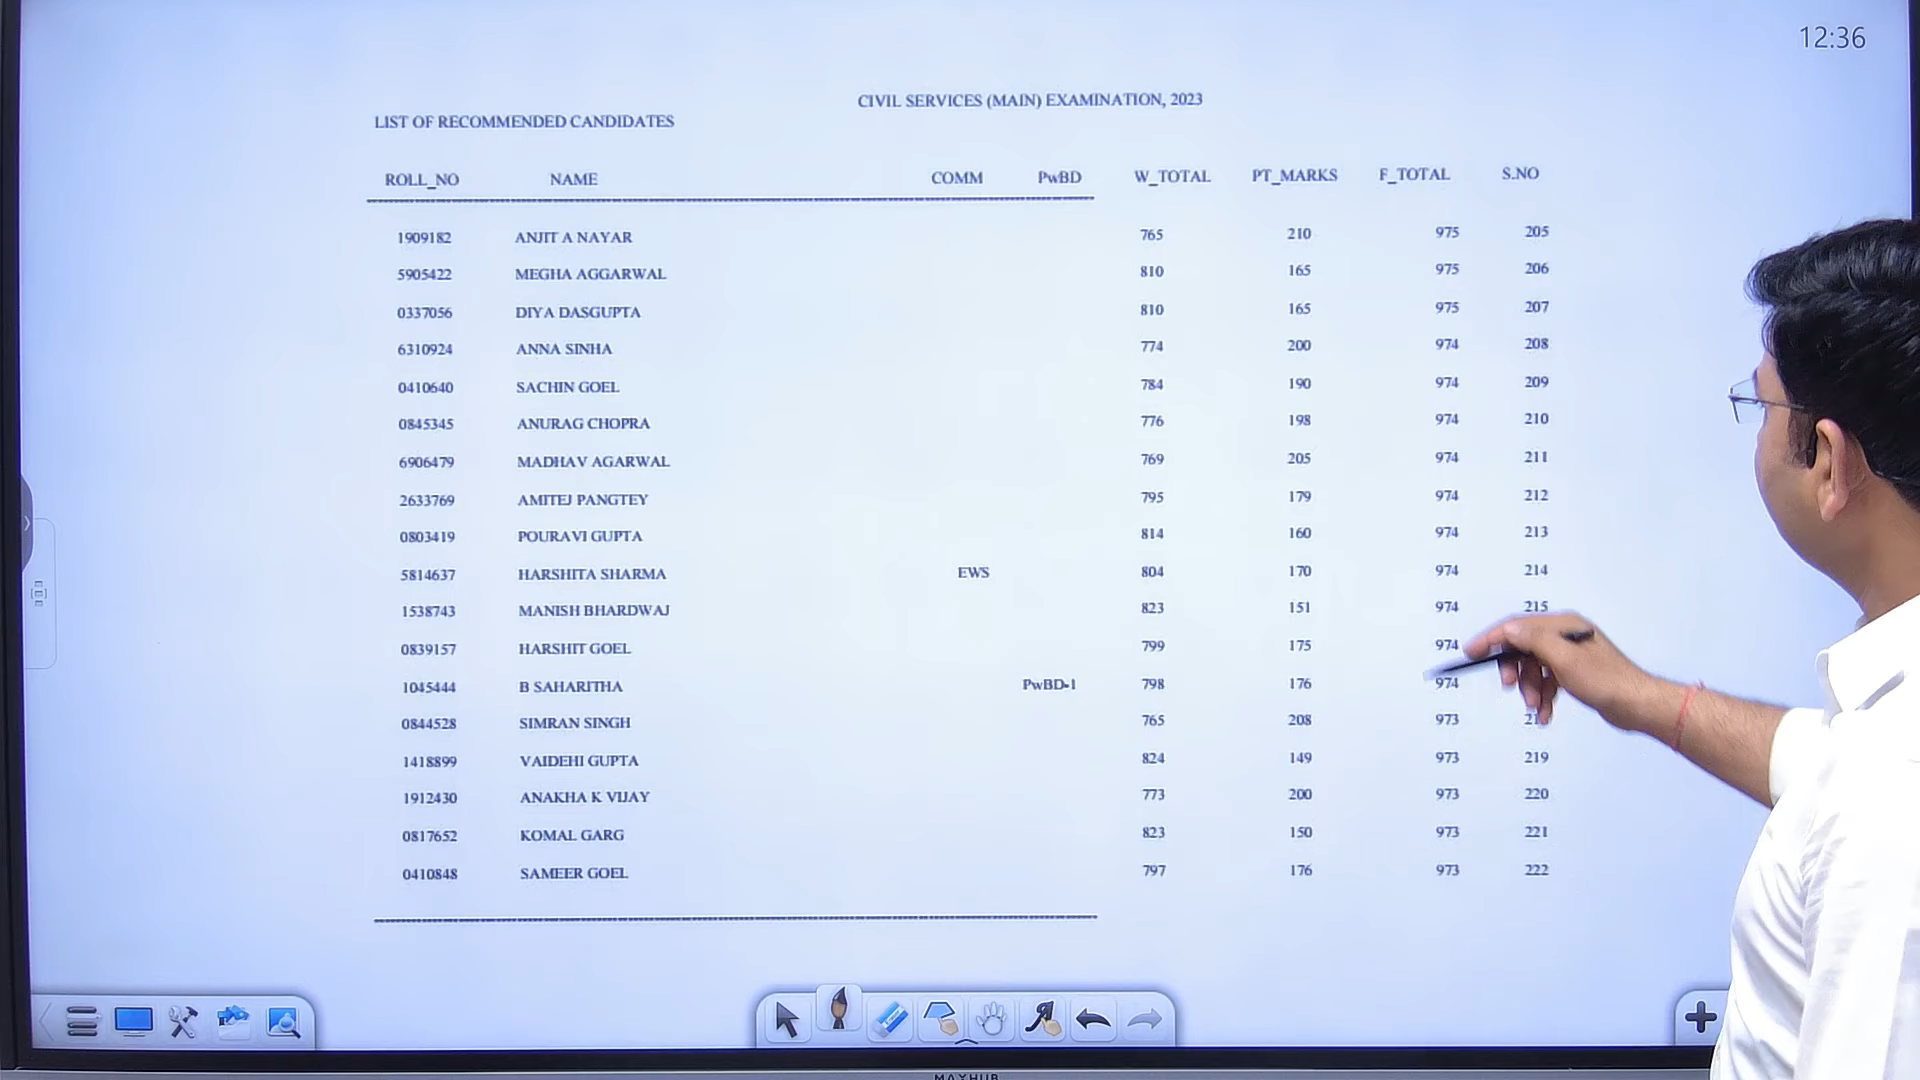 12:36
CIVIL SERVICES (MAIN) EXAMINATION, 2023
LIST OF RECOMMENDED CANDIDATES
ROLL_NO NAME COMM PwBD W_TOTAL PT_MARKS F_TOTAL S.NO
1909182 ANJIT A NAYAR 765 210 975 205
5905422 MEGHA AGGARWAL 810 165 975 206
0337056 DIYA DASGUPTA 810 165 975 207
6310924 ANNA SINHA 774 200 974 208
0410640 SACHIN GOEL 784 190 974 209
0845345 ANURAG CHOPRA 776 198 974 210
6906479 MADHAV AGARWAL 769 205 974 211
2633769 AMITEJ PANGTEY 795 179 974 212
0803419 POURAVI GUPTA 814 160 974 213
5814637 HARSHITA SHARMA EWS 804 170 974 214
1538743 MANISH BHARDWAJ 823 151 974 215
0839157 HARSHIT GOEL 799 175 974
1045444 B SAHARITHA PwBD-1 798 176 974
0844528 SIMRAN SINGH 765 208 973
1418899 VAIDEHI GUPTA 824 149 973 219
1912430 ANAKHA K VIJAY 773 200 973 220
0817652 KOMAL GARG 823 150 973 221
0410848 SAMEER GOEL 797 176 973 222
MAXHUB